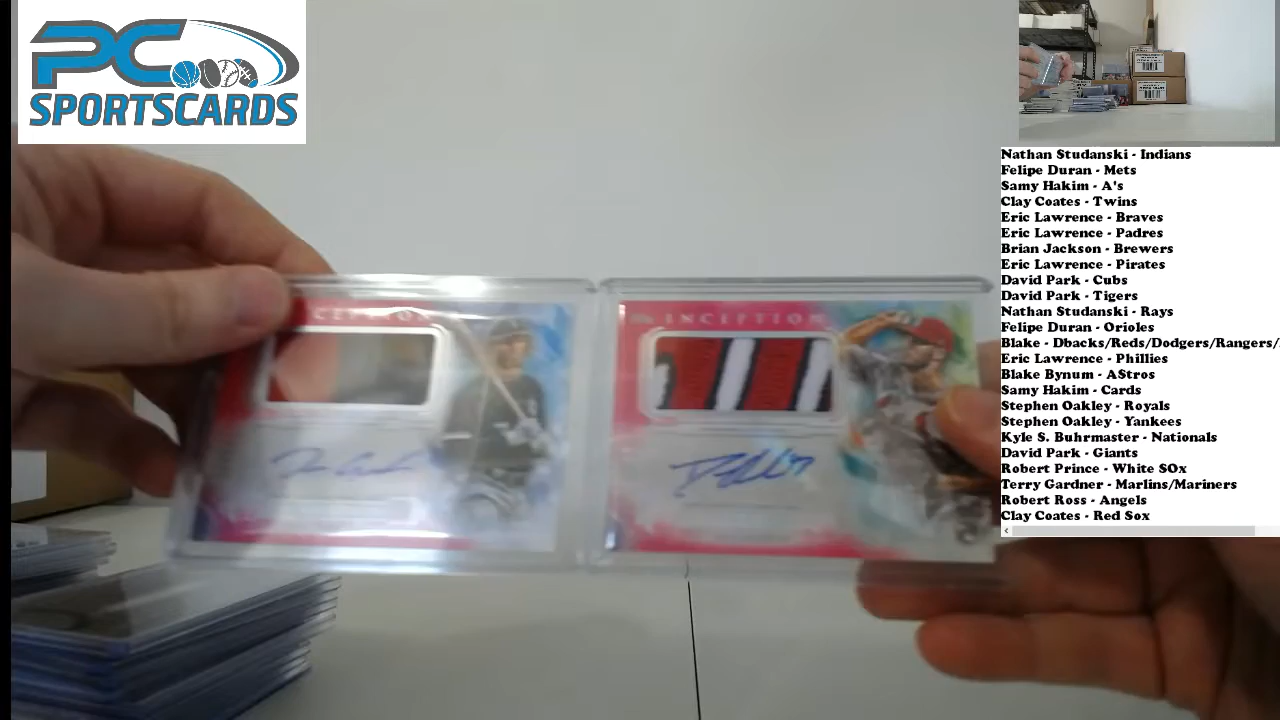 PC
SPORTSCARDS
Nathan Studanski - Indians
Felipe Duran - Mets
Samy Hakim - A's
Clay Coates - Twins
Eric Lawrence - Braves
Eric Lawrence - Padres
Brian Jackson - Brewers
Eric Lawrence - Pirates
David Park - Cubs
David Park - Tigers
Nathan Studanski - Rays
Felipe Duran - Orioles
Blake - Dbacks/Reds/Dodgers/Rangers/
Eric Lawrence - Phillies
Blake Bynum - AStros
Samy Hakim - Cards
Stephen Oakley - Royals
Stephen Oakley - Yankees
Kyle S. Buhrmaster - Nationals
David Park - Giants
Robert Prince - White SOx
Terry Gardner - Marlins/Mariners
Robert Ross - Angels
Clay Coates - Red Sox
INCEPTION